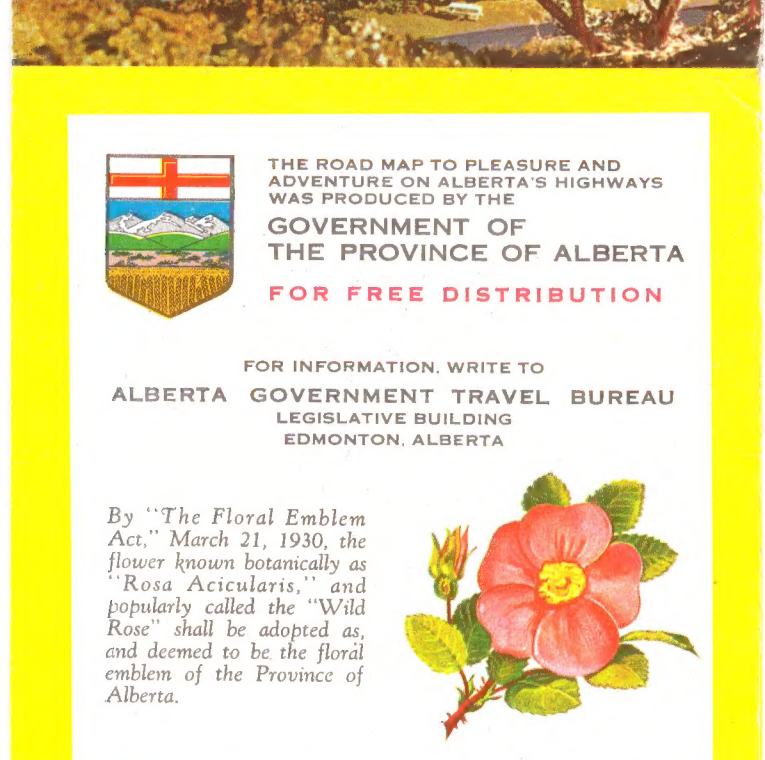 THE ROAD MAP TO PLEASURE AND
ADVENTURE ON ALBERTA'S HIGHWAYS
WAS PRODUCED BY THE
GOVERNMENT OF
THE PROVINCE OF ALBERTA
FOR FREE DISTRIBUTION
FOR INFORMATION, WRITE TO
ALBERTA GOVERNMENT TRAVEL BUREAU
LEGISLATIVE BUILDING
EDMONTON, ALBERTA
By "The Floral Emblem
Act," March 21, 1930, the
flower known botanically as
"Rosa Acicularis," and
popularly called the "Wild
Rose" shall be adopted as,
and deemed to be the floral
emblem of the Province of
Alberta.